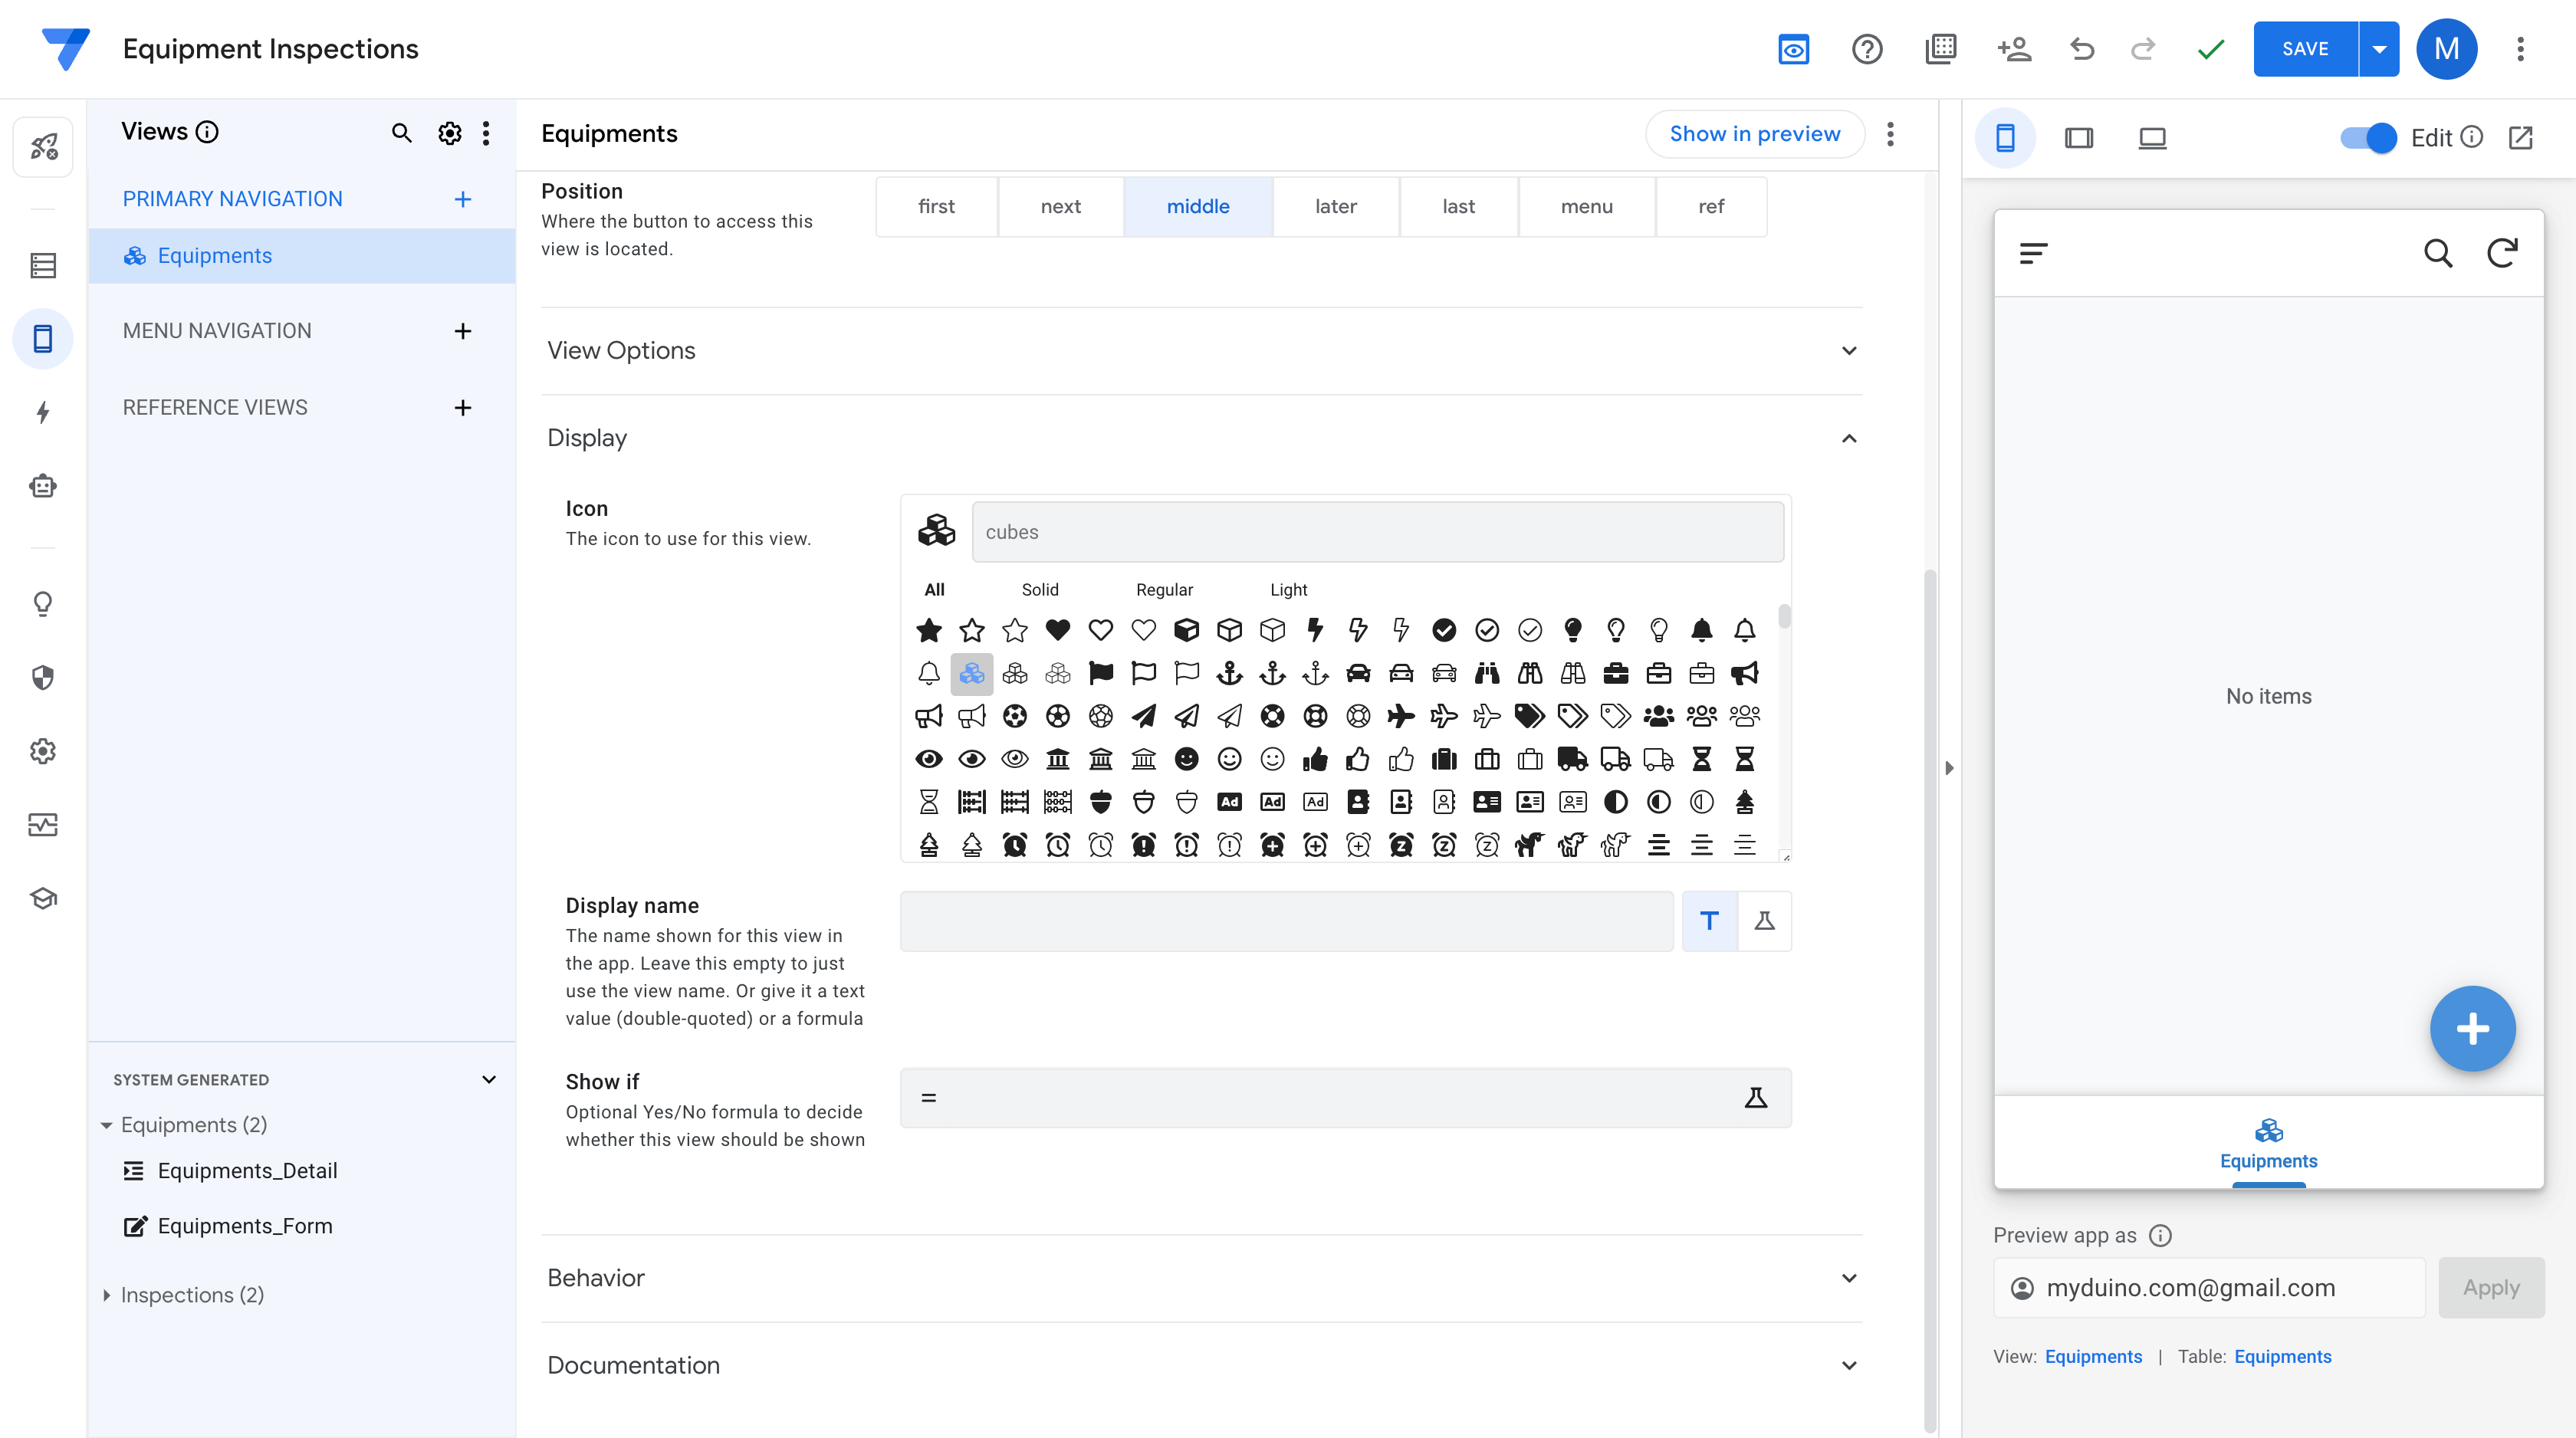 Equipment Inspections
SAVE
M
Views
PRIMARY NAVIGATION
Equipments
MENU NAVIGATION
REFERENCE VIEWS
SYSTEM GENERATED
Equipments (2)
Equipments_Detail
Equipments_Form
Inspections (2)
Equipments
Show in preview
Position
Where the button to access this
view is located.
first next middle later last menu ref
View Options
Display
Icon
The icon to use for this view.
cubes
All Solid Regular Light
Ad Ad Ad
Z Z Z
Display name
The name shown for this view in
the app. Leave this empty to just
use the view name. Or give it a text
value (double-quoted) or a formula
T
Show if
Optional Yes/No formula to decide
whether this view should be shown
=
Behavior
Documentation
Edit
No items
Equipments
Preview app as
myduino.com@gmail.com
Apply
View: Equipments | Table: Equipments